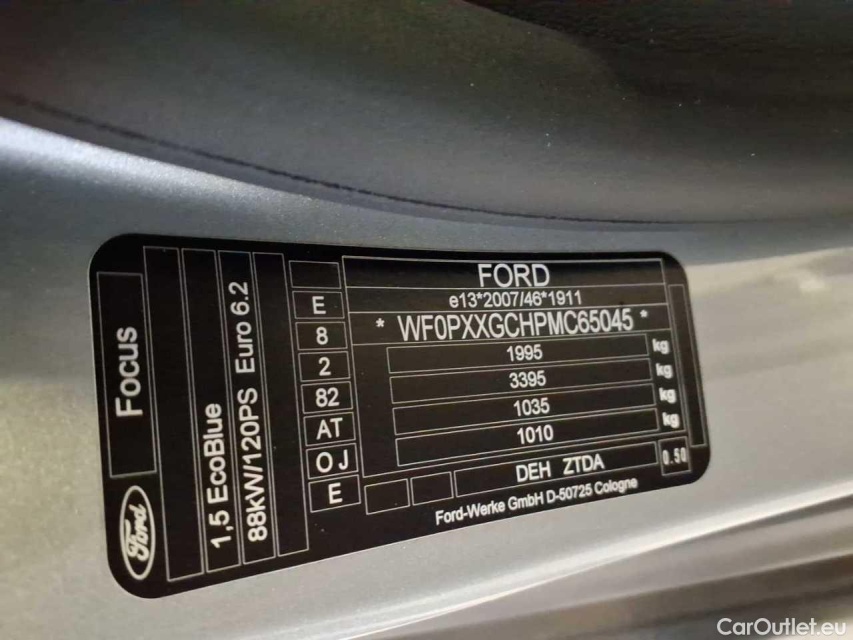 FORD
e13*2007/46*1911
* WF0PXXGCHPMC65045 *
1995 kg
3395 kg
1035 kg
1010 kg
DEH ZTDA 0.50
Ford-Werke GmbH D-50725 Cologne
E
8
2
82
AT
OJ
E
Focus
Ford
1,5 EcoBlue
88kW/120PS Euro 6.2
CarOutlet.eu